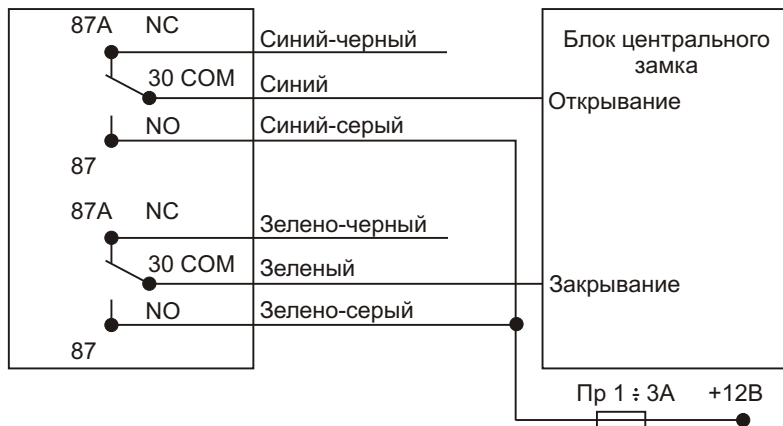 87A NC
Синий-черный
30 COM
Синий
NO
Синий-серый
87
87A NC
Зелено-черный
30 COM
Зеленый
NO
Зелено-серый
87
Блок центрального
замка
Открывание
Закрывание
Пр 1 ÷ 3А +12В